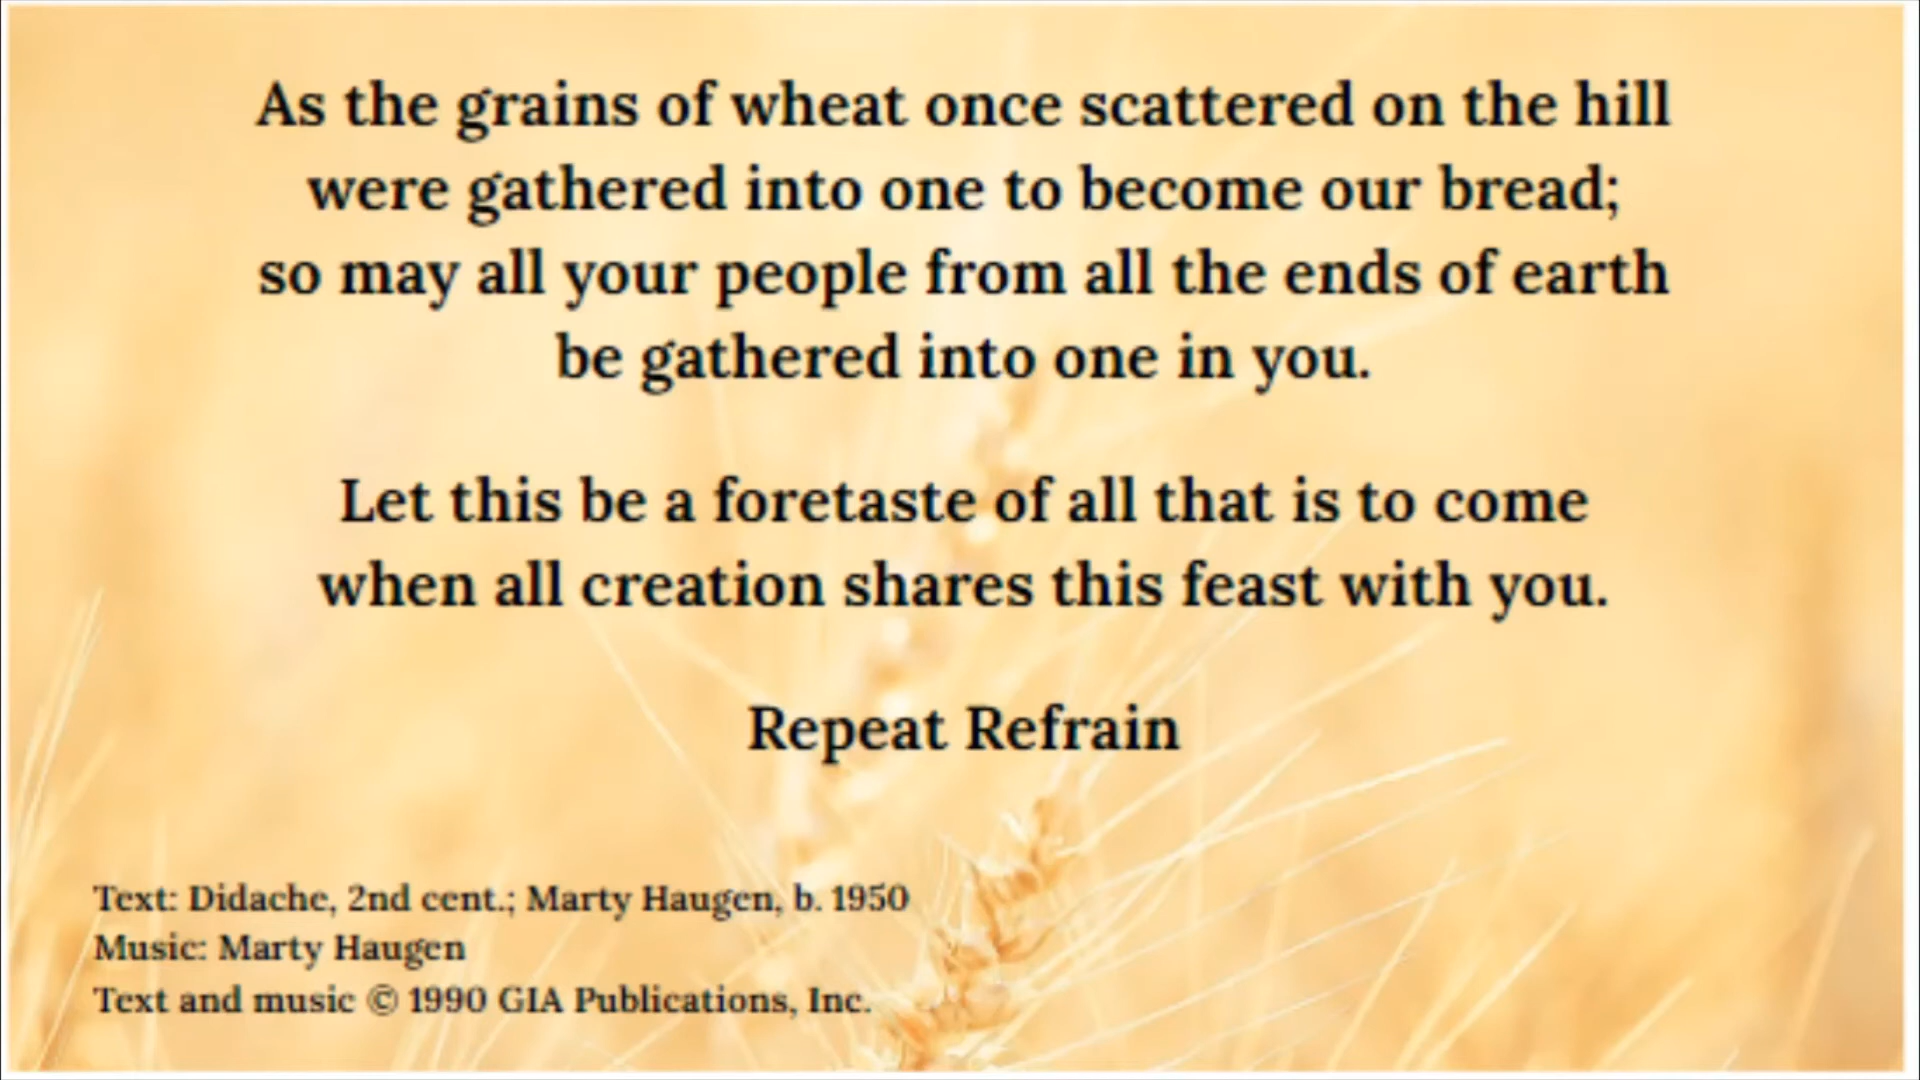 As the grains of wheat once scattered on the hill
were gathered into one to become our bread;
so may all your people from all the ends of earth
be gathered into one in you.
Let this be a foretaste of all that is to come
when all creation shares this feast with you.
Repeat Refrain
Text: Didache, 2nd cent.; Marty Haugen, b. 1950
Music: Marty Haugen
Text and music © 1990 GIA Publications, Inc.